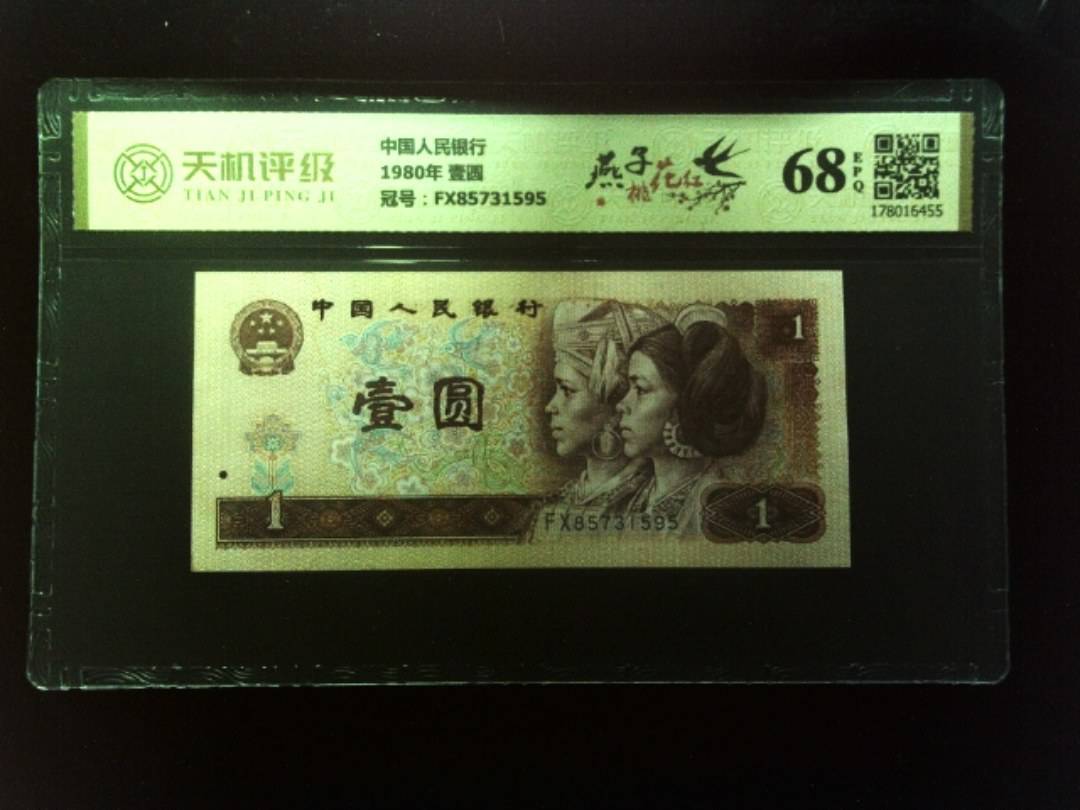 天机评级
TIAN JI PING JI
中国人民银行
1980年 壹圆
冠号：FX85731595
燕子
桃花红
68
EPQ
178016455
中国人民银行
1
壹圆
1
FX85731595
1